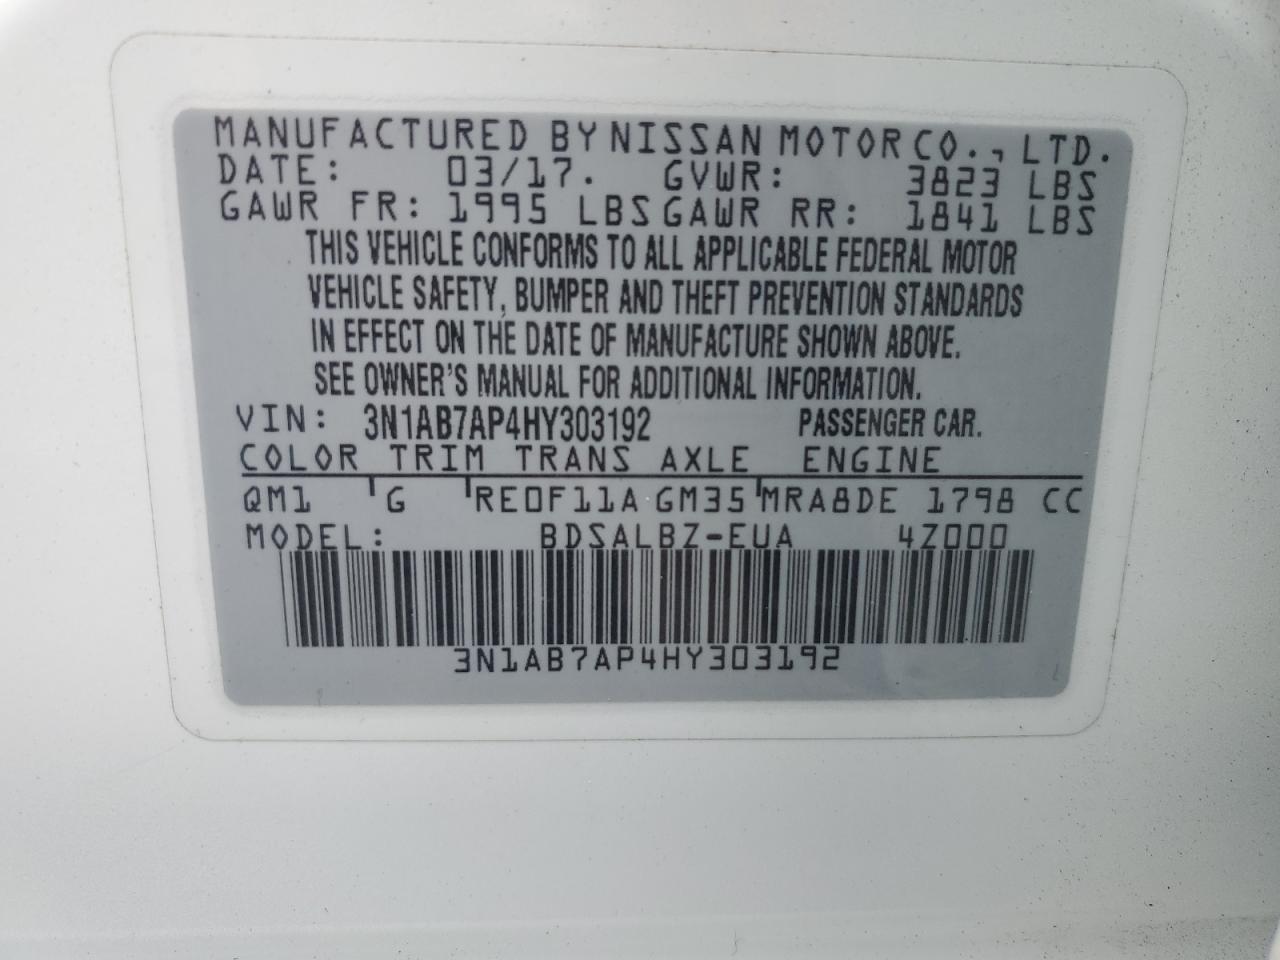 MANUFACTURED BY NISSAN MOTOR CO., LTD.
DATE: 03/17. GVWR: 3823 LBS
GAWR FR: 1995 LBS GAWR RR: 1841 LBS
THIS VEHICLE CONFORMS TO ALL APPLICABLE FEDERAL MOTOR
VEHICLE SAFETY, BUMPER AND THEFT PREVENTION STANDARDS
IN EFFECT ON THE DATE OF MANUFACTURE SHOWN ABOVE.
SEE OWNER'S MANUAL FOR ADDITIONAL INFORMATION.
VIN: 3N1AB7AP4HY303192 PASSENGER CAR.
COLOR TRIM TRANS AXLE ENGINE
QM1 G RE0F11A GM35 MRA8DE 1798 CC
MODEL: BDSALBZ-EUA 4Z000
3N1AB7AP4HY303192